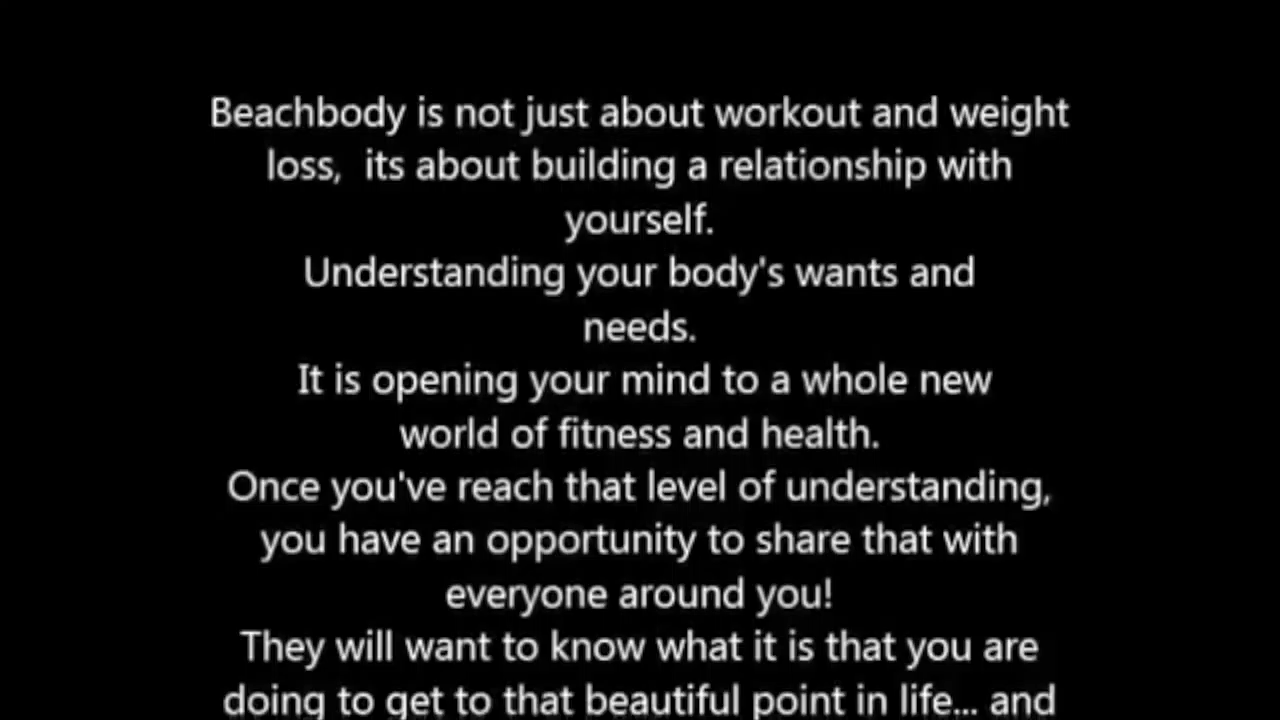 Beachbody is not just about workout and weight
loss,  its about building a relationship with
yourself.
Understanding your body's wants and
needs.
It is opening your mind to a whole new
world of fitness and health.
Once you've reach that level of understanding,
you have an opportunity to share that with
everyone around you!
They will want to know what it is that you are
doing to get to that beautiful point in life... and